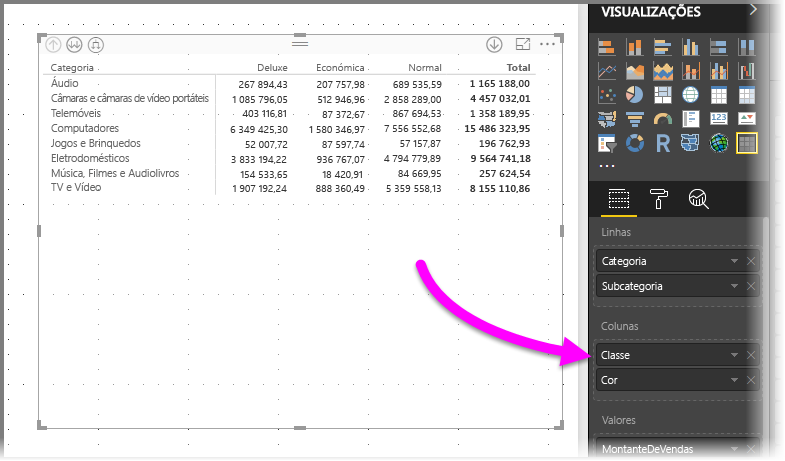 VISUALIZAÇÕES
Categoria Deluxe Económica Normal Total
Áudio 267 894,43 207 757,98 689 535,59 1 165 188,00
Câmaras e câmaras de vídeo portáteis 1 085 796,05 512 946,96 2 858 289,00 4 457 032,01
Telemóveis 403 116,81 87 372,67 867 694,53 1 358 189,95
Computadores 6 349 425,30 1 580 346,97 7 556 552,68 15 486 323,95
Jogos e Brinquedos 52 007,72 87 597,74 57 157,87 196 762,93
Eletrodomésticos 3 833 194,22 936 767,07 4 794 779,89 9 564 741,18
Música, Filmes e Audiolivros 154 533,65 18 420,91 84 669,95 257 624,54
TV e Vídeo 1 907 192,24 888 360,49 5 359 558,13 8 155 110,86
123
R
Linhas
Categoria
Subcategoria
Colunas
Classe
Cor
Valores
MontanteDeVendas